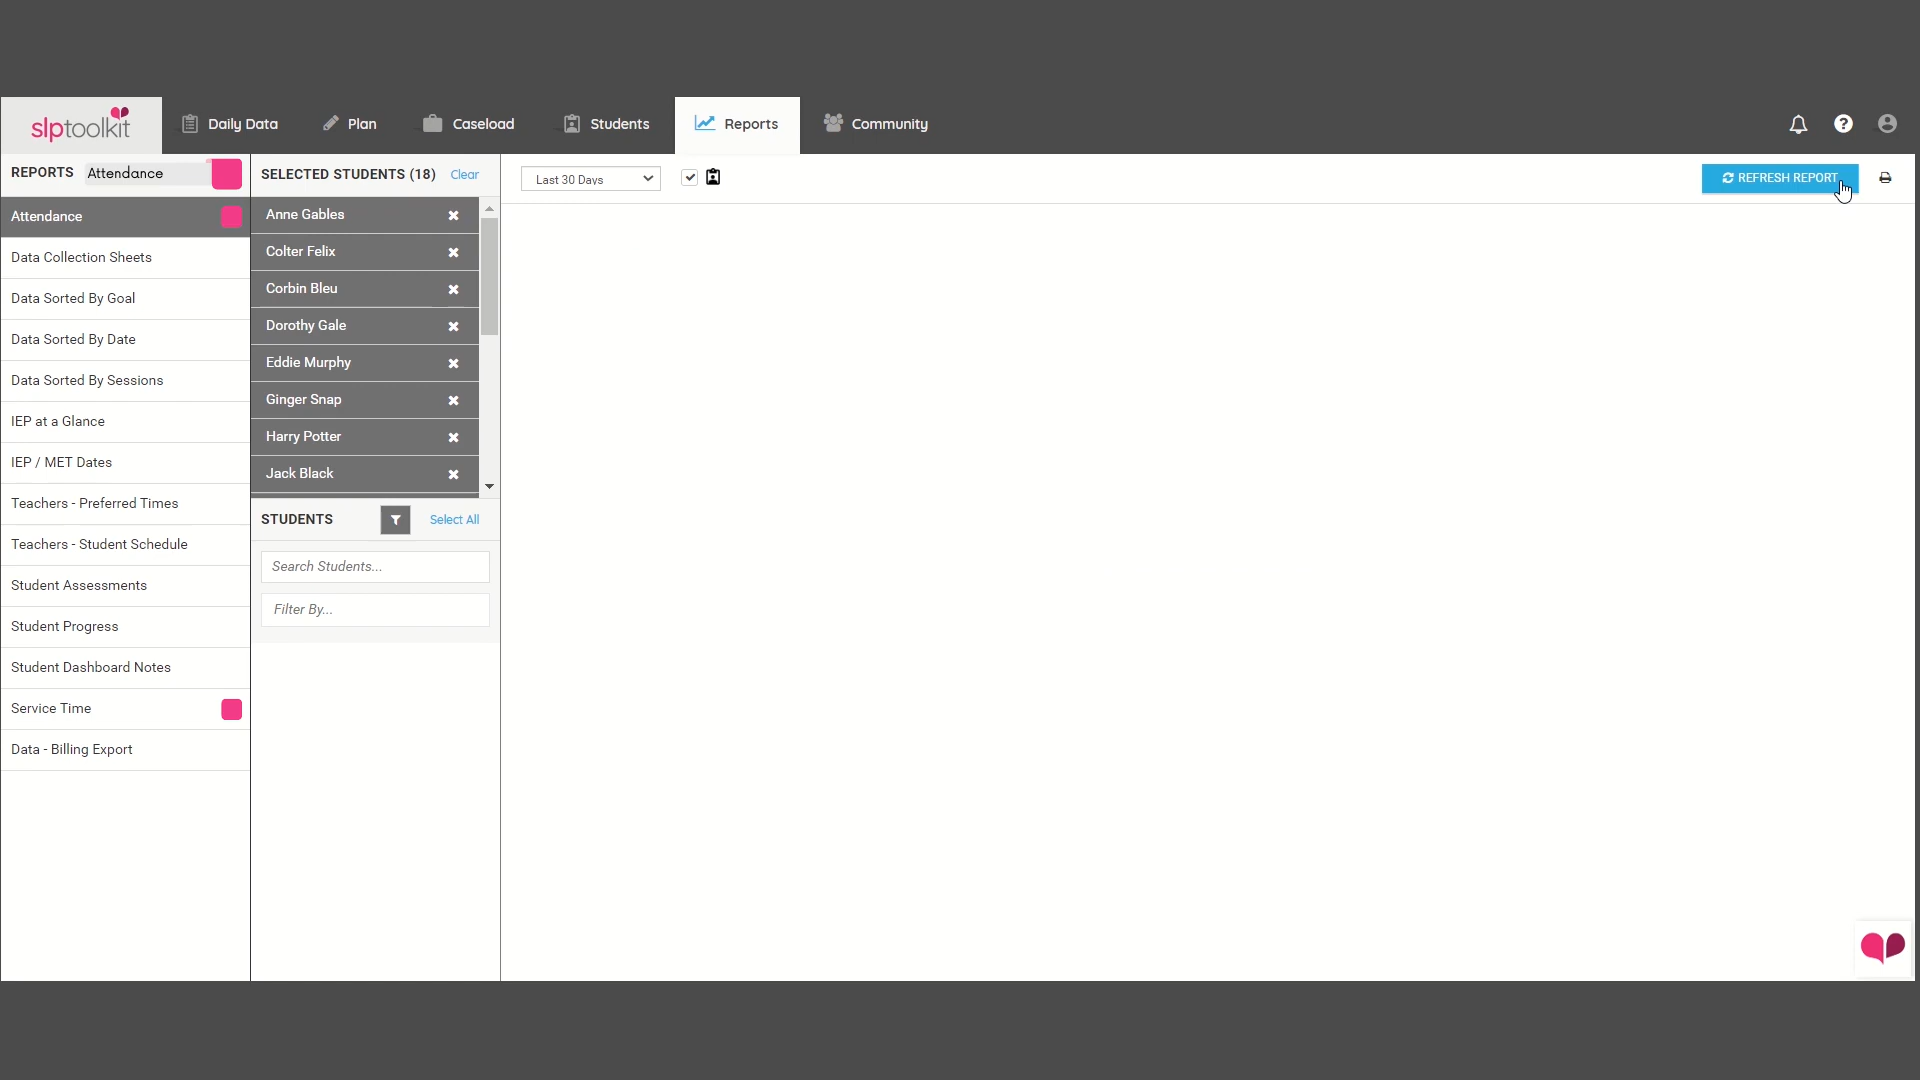 slptoolkit
Daily Data
Plan
Caseload
Students
Reports
Community
REPORTS
Attendance
Attendance
Data Collection Sheets
Data Sorted By Goal
Data Sorted By Date
Data Sorted By Sessions
IEP at a Glance
IEP / MET Dates
Teachers - Preferred Times
Teachers - Student Schedule
Student Assessments
Student Progress
Student Dashboard Notes
Service Time
Data - Billing Export
SELECTED STUDENTS (18)
Clear
Anne Gables
Colter Felix
Corbin Bleu
Dorothy Gale
Eddie Murphy
Ginger Snap
Harry Potter
Jack Black
STUDENTS
Select All
Search Students...
Filter By...
Last 30 Days
REFRESH REPORT